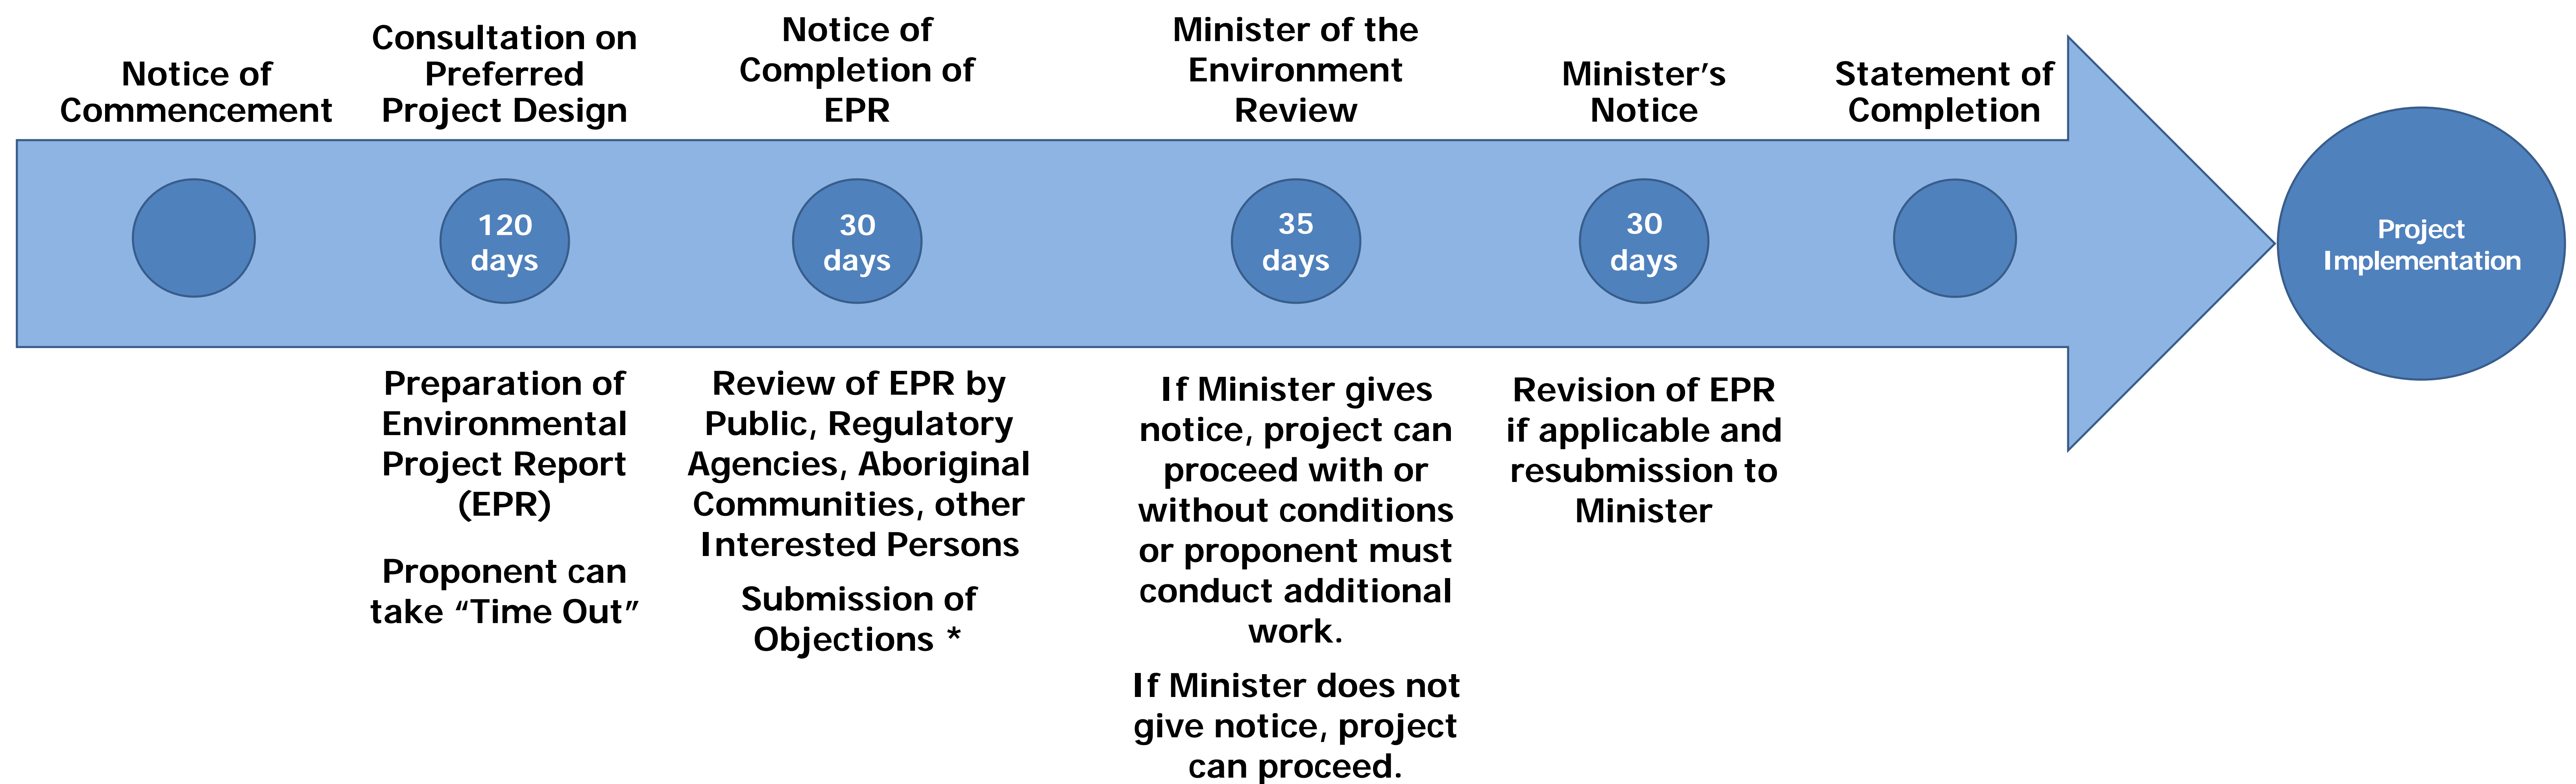 Notice of
Commencement
Consultation on
Preferred
Project Design
Notice of
Completion of
EPR
Minister of the
Environment
Review
Minister’s
Notice
Statement of
Completion
120
days
30
days
35
days
30
days
Project
Implementation
Preparation of
Environmental
Project Report
(EPR)
Proponent can
take “Time Out”
Review of EPR by
Public, Regulatory
Agencies, Aboriginal
Communities, other
Interested Persons
Submission of
Objections *
If Minister gives
notice, project can
proceed with or
without conditions
or proponent must
conduct additional
work.
If Minister does not
give notice, project
can proceed.
Revision of EPR
if applicable and
resubmission to
Minister